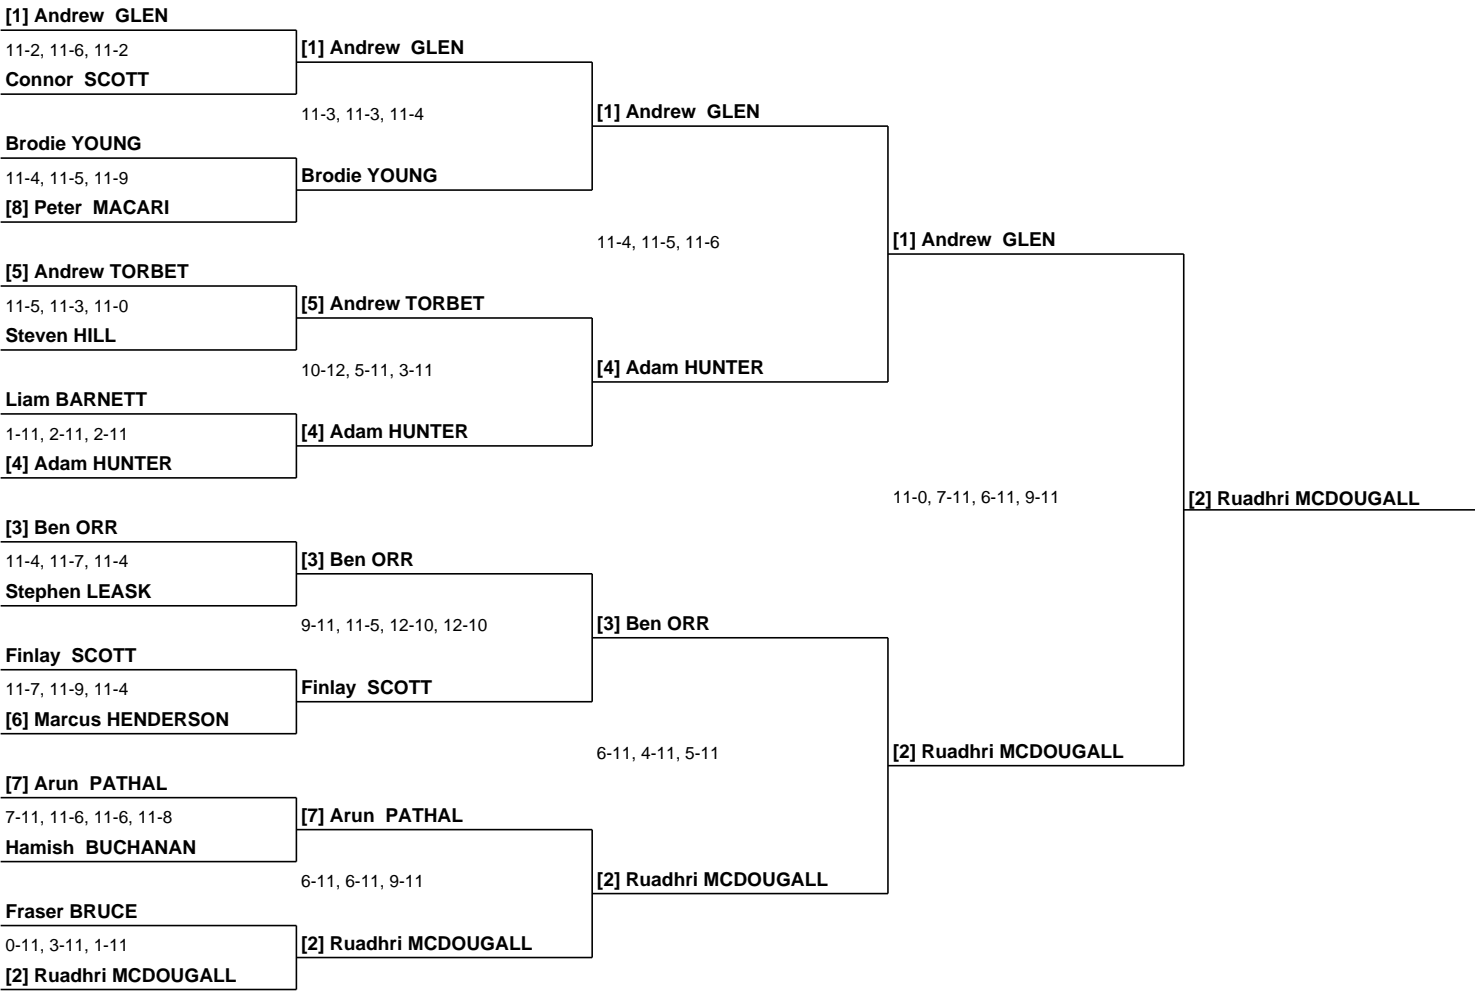 [1] Andrew GLEN
11-2, 11-6, 11-2
Connor SCOTT
Brodie YOUNG
11-4, 11-5, 11-9
[8] Peter MACARI
[5] Andrew TORBET
11-5, 11-3, 11-0
Steven HILL
Liam BARNETT
1-11, 2-11, 2-11
[4] Adam HUNTER
[3] Ben ORR
11-4, 11-7, 11-4
Stephen LEASK
Finlay SCOTT
11-7, 11-9, 11-4
[6] Marcus HENDERSON
[7] Arun PATHAL
7-11, 11-6, 11-6, 11-8
Hamish BUCHANAN
Fraser BRUCE
0-11, 3-11, 1-11
[2] Ruadhri MCDOUGALL
[1] Andrew GLEN
11-3, 11-3, 11-4
Brodie YOUNG
[5] Andrew TORBET
10-12, 5-11, 3-11
[4] Adam HUNTER
[3] Ben ORR
9-11, 11-5, 12-10, 12-10
Finlay SCOTT
[7] Arun PATHAL
6-11, 6-11, 9-11
[2] Ruadhri MCDOUGALL
[1] Andrew GLEN
11-4, 11-5, 11-6
[4] Adam HUNTER
[3] Ben ORR
6-11, 4-11, 5-11
[2] Ruadhri MCDOUGALL
[1] Andrew GLEN
11-0, 7-11, 6-11, 9-11
[2] Ruadhri MCDOUGALL
[2] Ruadhri MCDOUGALL